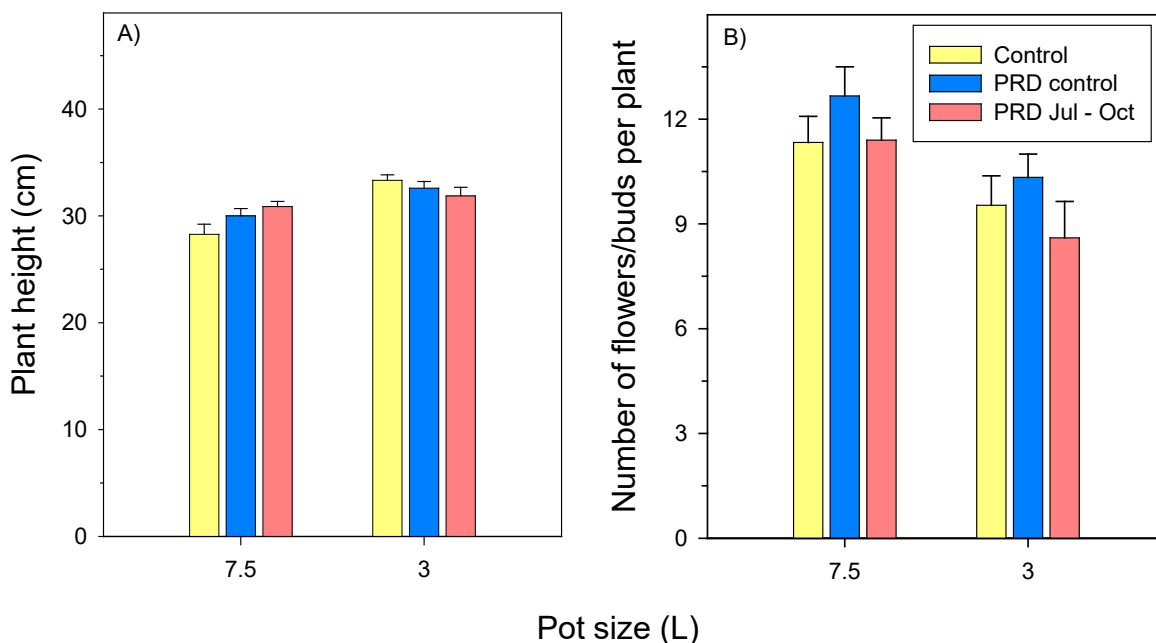 A)
Plant height (cm)
40
30
20
10
0
7.5
3
B)
Control
PRD control
PRD Jul - Oct
Number of flowers/buds per plant
12
9
6
3
0
7.5
3
Pot size (L)